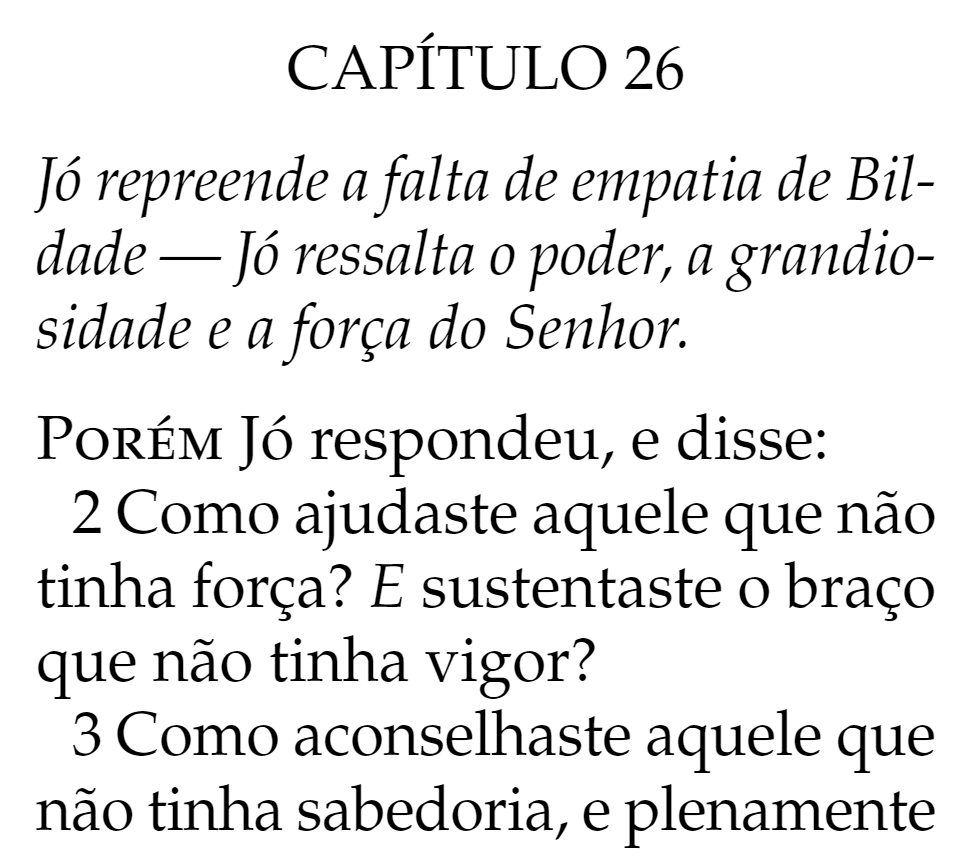 CAPÍTULO 26
Jó repreende a falta de empatia de Bil-
dade — Jó ressalta o poder, a grandio-
sidade e a força do Senhor.
Porém Jó respondeu, e disse:
2 Como ajudaste aquele que não
tinha força? E sustentaste o braço
que não tinha vigor?
3 Como aconselhaste aquele que
não tinha sabedoria, e plenamente